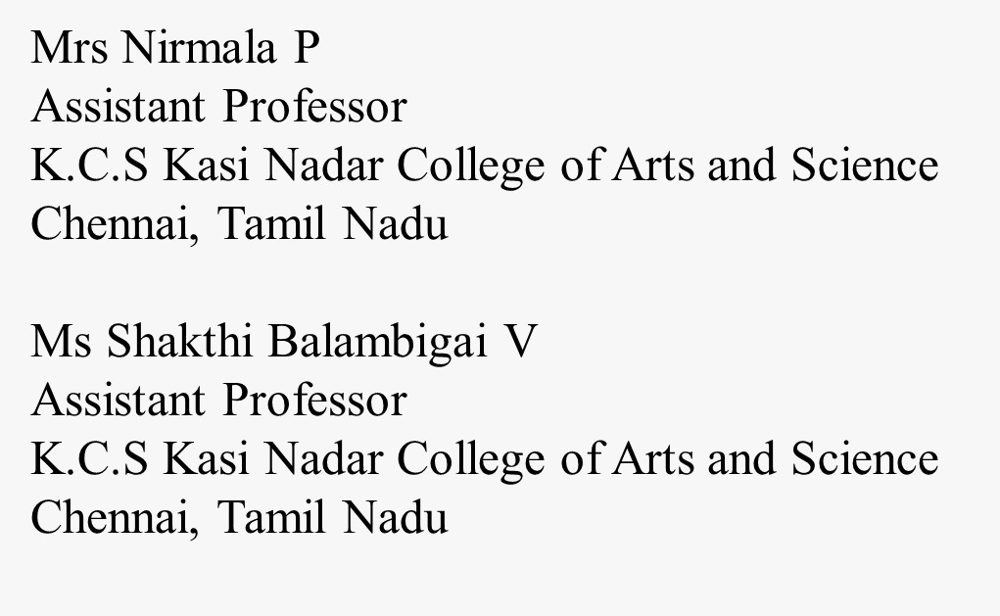 Mrs Nirmala P
Assistant Professor
K.C.S Kasi Nadar College of Arts and Science
Chennai, Tamil Nadu
Ms Shakthi Balambigai V
Assistant Professor
K.C.S Kasi Nadar College of Arts and Science
Chennai, Tamil Nadu